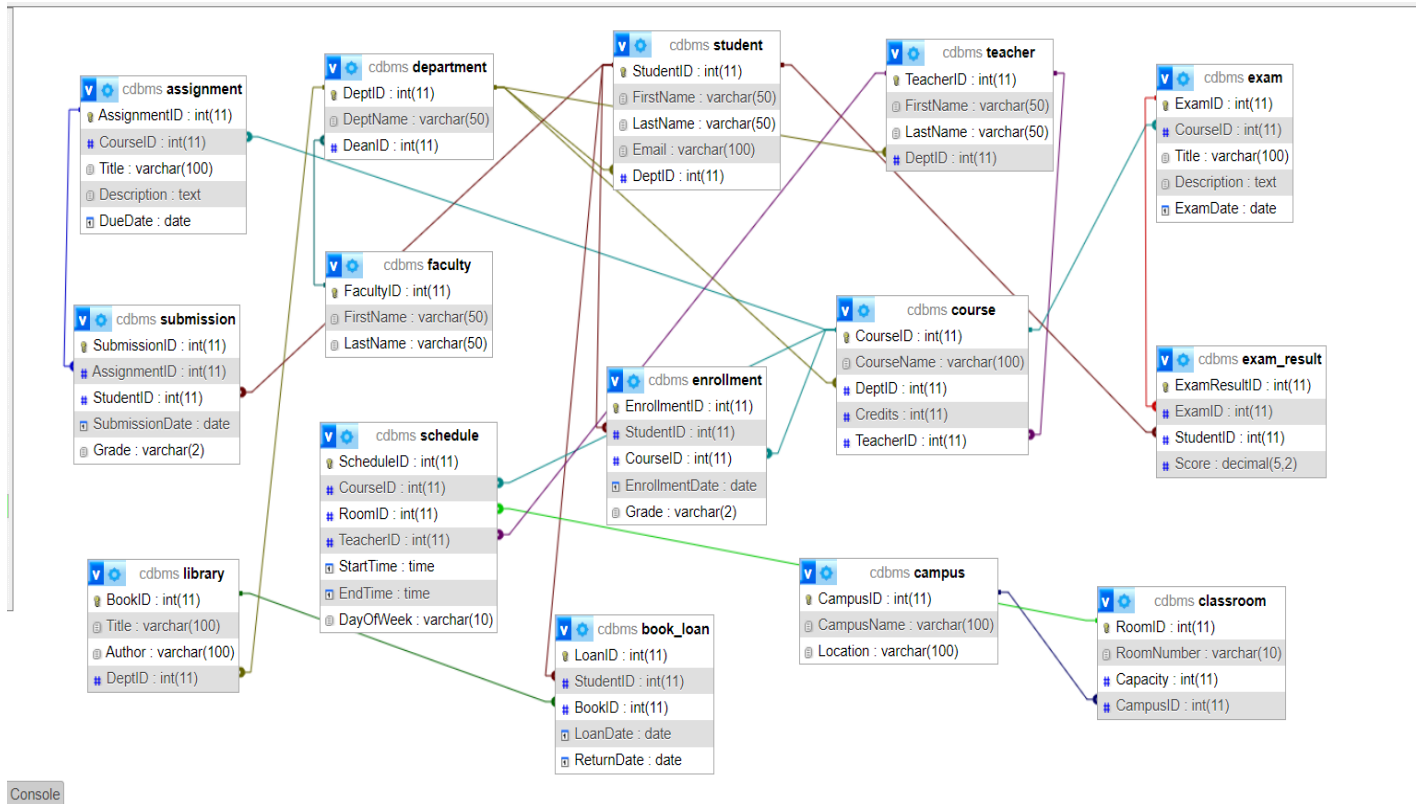 cdbms assignment
AssignmentID : int(11)
CourseID : int(11)
Title : varchar(100)
Description : text
DueDate : date
cdbms department
DeptID : int(11)
DeptName : varchar(50)
DeanID : int(11)
cdbms student
StudentID : int(11)
FirstName : varchar(50)
LastName : varchar(50)
Email : varchar(100)
DeptID : int(11)
cdbms teacher
TeacherID : int(11)
FirstName : varchar(50)
LastName : varchar(50)
DeptID : int(11)
cdbms exam
ExamID : int(11)
CourseID : int(11)
Title : varchar(100)
Description : text
ExamDate : date
cdbms faculty
FacultyID : int(11)
FirstName : varchar(50)
LastName : varchar(50)
cdbms submission
SubmissionID : int(11)
AssignmentID : int(11)
StudentID : int(11)
SubmissionDate : date
Grade : varchar(2)
cdbms course
CourseID : int(11)
CourseName : varchar(100)
DeptID : int(11)
Credits : int(11)
TeacherID : int(11)
cdbms exam_result
ExamResultID : int(11)
ExamID : int(11)
StudentID : int(11)
Score : decimal(5,2)
cdbms enrollment
EnrollmentID : int(11)
StudentID : int(11)
CourseID : int(11)
EnrollmentDate : date
Grade : varchar(2)
cdbms schedule
ScheduleID : int(11)
CourseID : int(11)
RoomID : int(11)
TeacherID : int(11)
StartTime : time
EndTime : time
DayOfWeek : varchar(10)
cdbms library
BookID : int(11)
Title : varchar(100)
Author : varchar(100)
DeptID : int(11)
cdbms book_loan
LoanID : int(11)
StudentID : int(11)
BookID : int(11)
LoanDate : date
ReturnDate : date
cdbms campus
CampusID : int(11)
CampusName : varchar(100)
Location : varchar(100)
cdbms classroom
RoomID : int(11)
RoomNumber : varchar(10)
Capacity : int(11)
CampusID : int(11)
Console